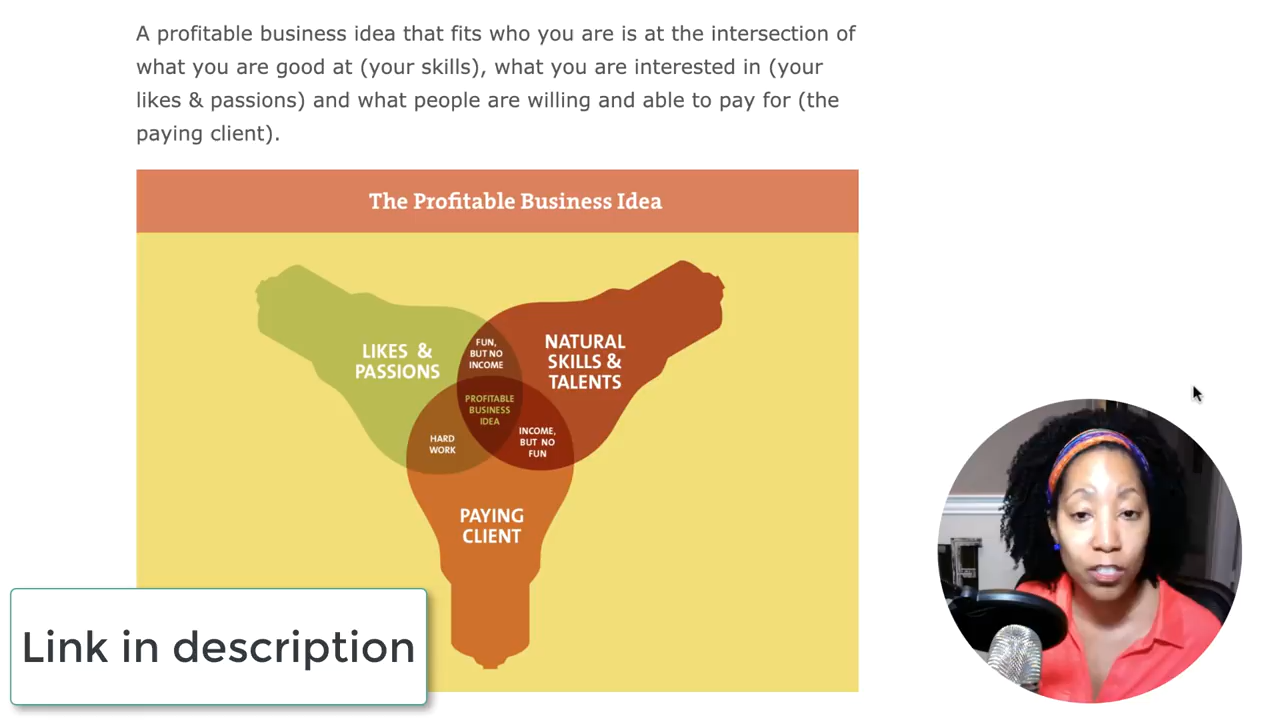 A profitable business idea that fits who you are is at the intersection of
what you are good at (your skills), what you are interested in (your
likes & passions) and what people are willing and able to pay for (the
paying client).
The Profitable Business Idea
LIKES &
PASSIONS
FUN,
BUT NO
INCOME
NATURAL
SKILLS &
TALENTS
PROFITABLE
BUSINESS
IDEA
HARD
WORK
INCOME,
BUT NO
FUN
PAYING
CLIENT
Link in description